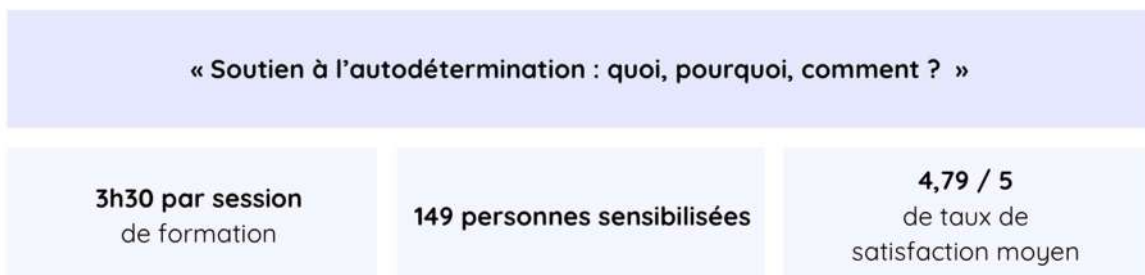 « Soutien à l'autodétermination : quoi, pourquoi, comment ?  »
3h30 par session
de formation
149 personnes sensibilisées
4,79 / 5
de taux de
satisfaction moyen